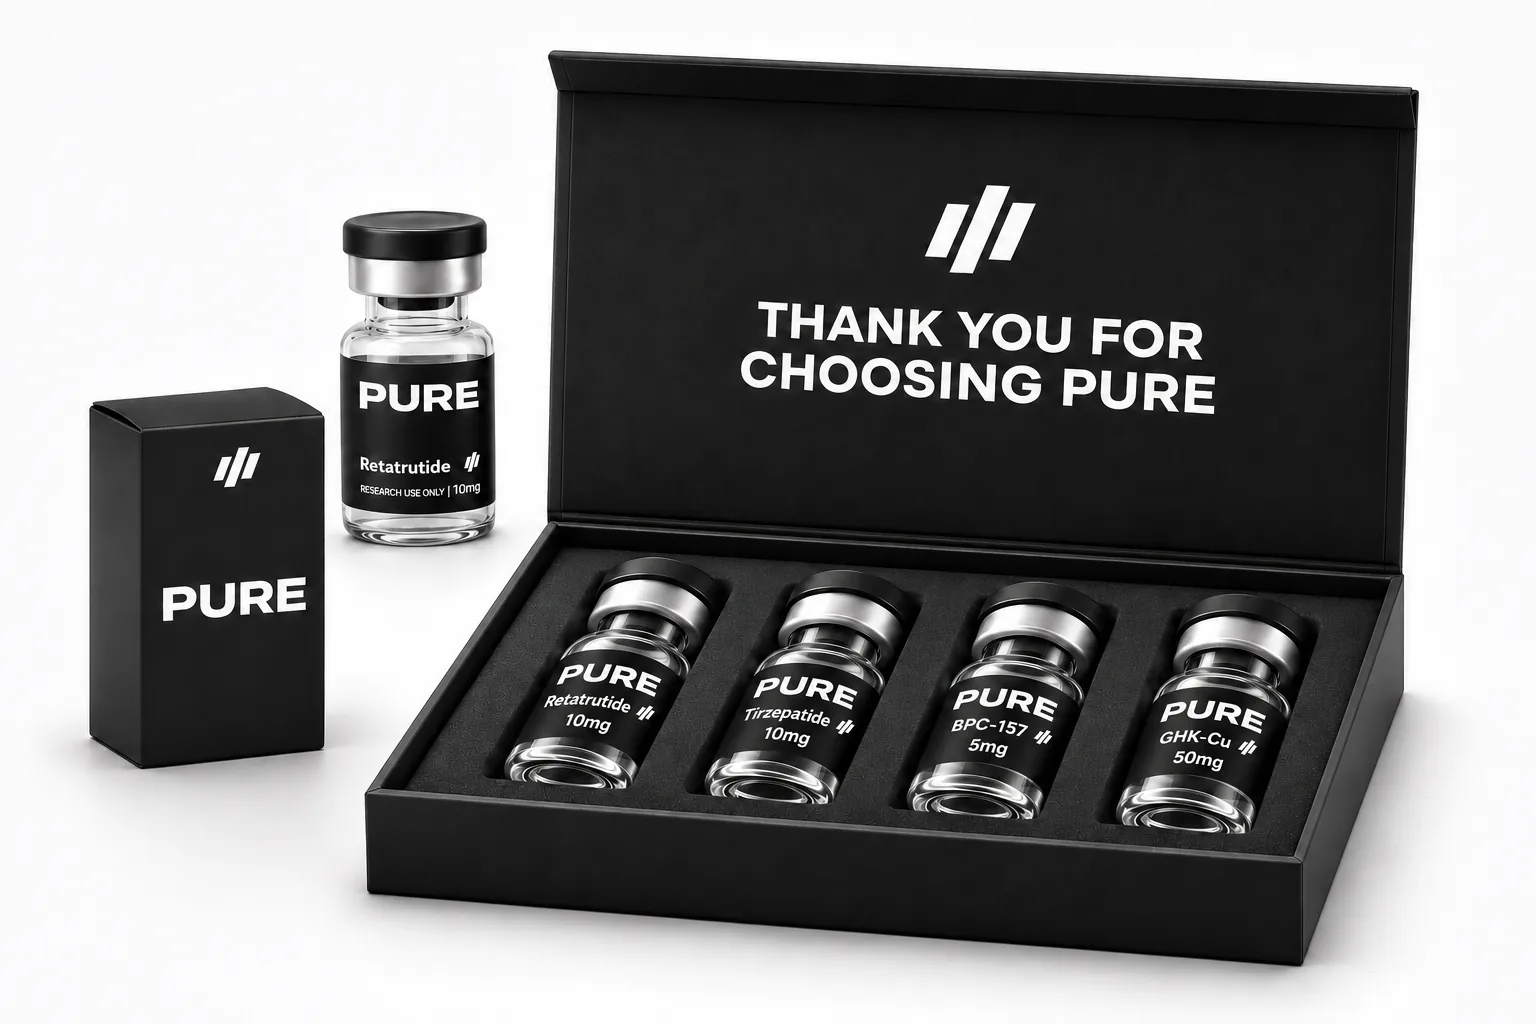 THANK YOU FOR
CHOOSING PURE
PURE
Retatrutide
RESEARCH USE ONLY | 10mg
PURE
PURE
Retatrutide
10mg
PURE
Tirzepatide
10mg
PURE
BPC-157
5mg
PURE
GHK-Cu
50mg